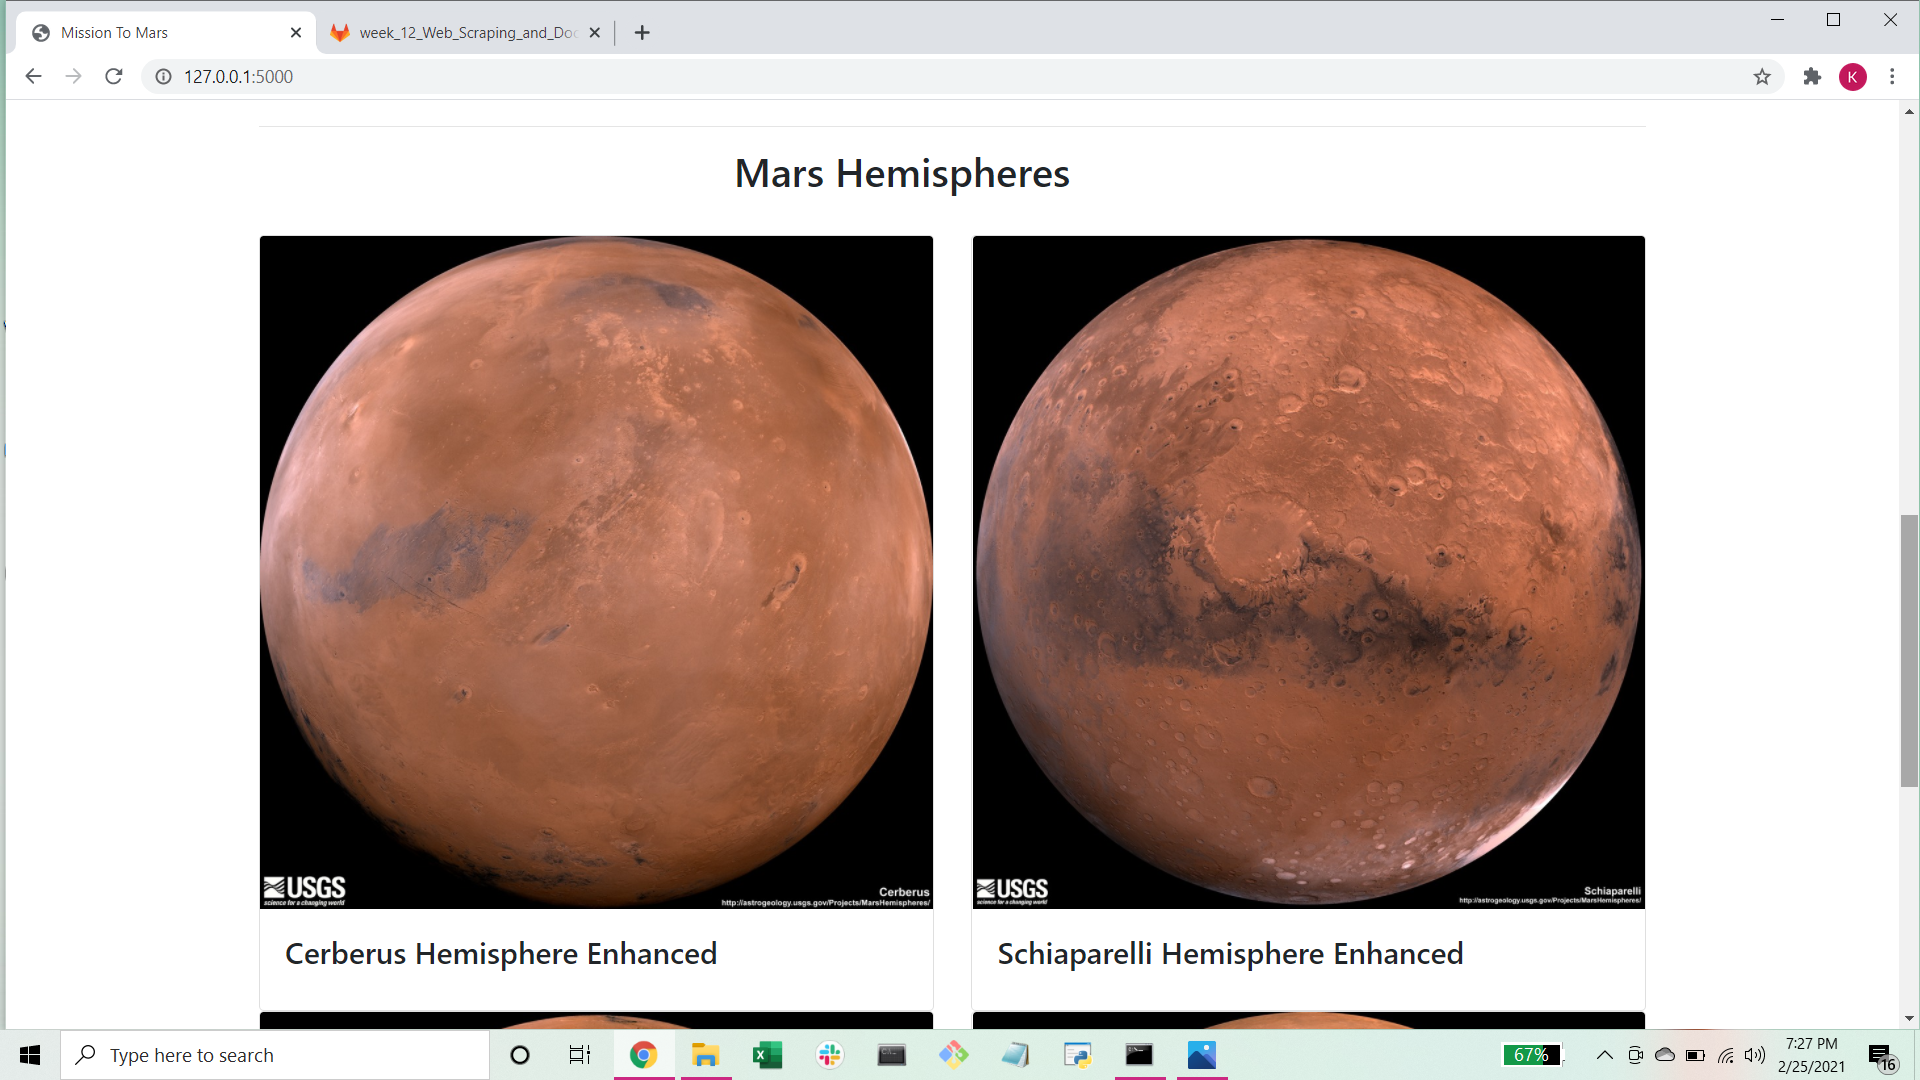 Mission To Mars
week_12_Web_Scraping_and_Doc
127.0.0.1:5000
K
Mars Hemispheres
USGS
science for a changing world
Cerberus
http://astrogeology.usgs.gov/Projects/MarsHemispheres/
USGS
science for a changing world
Schiaparelli
http://astrogeology.usgs.gov/Projects/MarsHemispheres/
Cerberus Hemisphere Enhanced
Schiaparelli Hemisphere Enhanced
Type here to search
67%
7:27 PM
2/25/2021
16